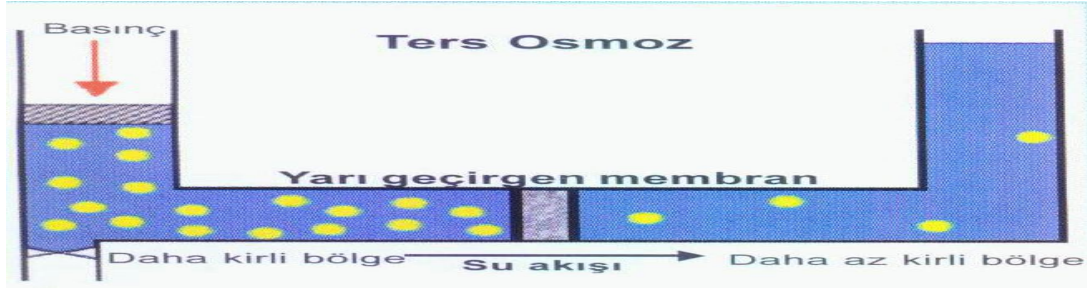 Basınç
Ters Osmoz
Yarı geçirgen membran
Daha kirli bölge
Su akışı
Daha az kirli bölge